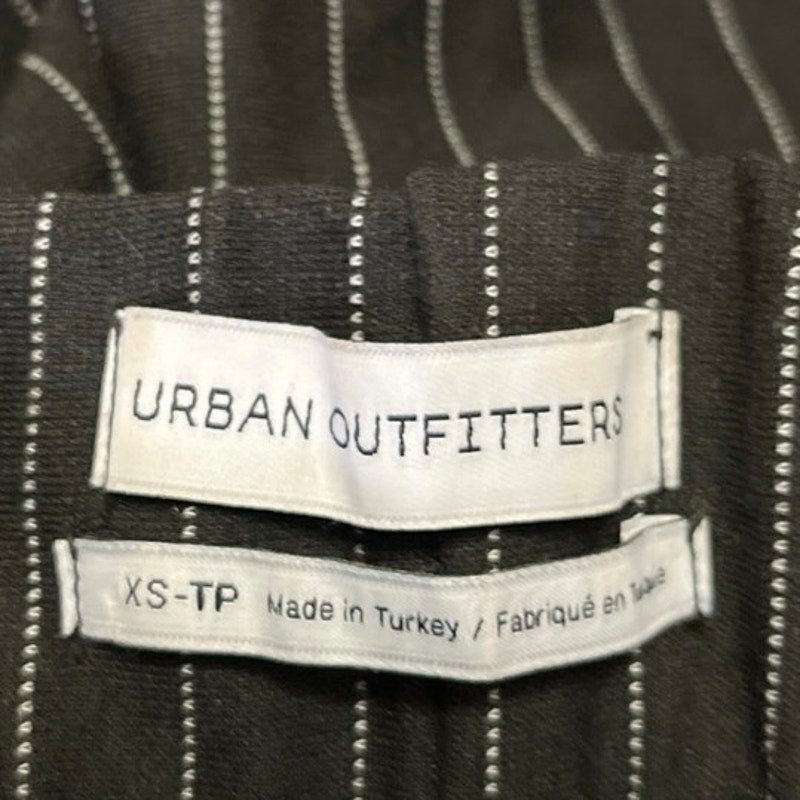 URBAN OUTFITTERS
XS-TP Made in Turkey / Fabriqué en